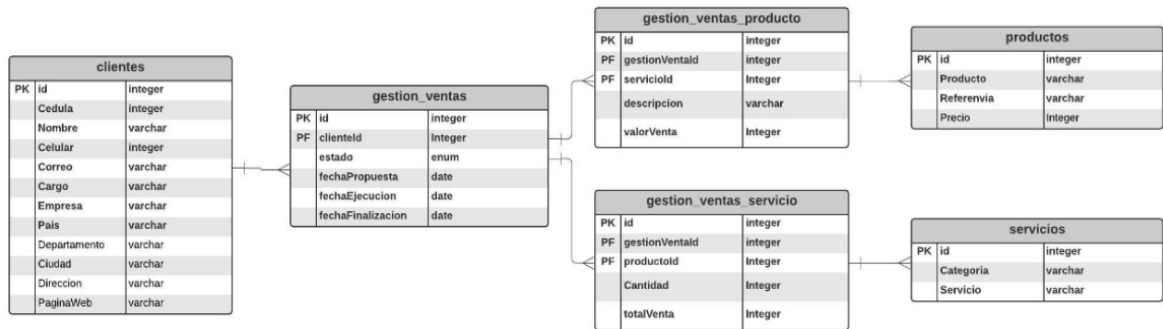 clientes
PK id integer
Cedula integer
Nombre varchar
Celular integer
Correo varchar
Cargo varchar
Empresa varchar
Pais varchar
Departamento varchar
Ciudad varchar
Direccion varchar
PaginaWeb varchar
gestion_ventas
PK id integer
PF clienteId Integer
estado enum
fechaPropuesta date
fechaEjecucion date
fechaFinalizacion date
gestion_ventas_producto
PK id integer
PF gestionVentaId integer
PF servicioId Integer
descripcion varchar
valorVenta Integer
gestion_ventas_servicio
PK id integer
PF gestionVentaId integer
PF productoId Integer
Cantidad Integer
totalVenta Integer
productos
PK id integer
Producto varchar
Referenvia varchar
Precio Integer
servicios
PK id integer
Categoria varchar
Servicio varchar